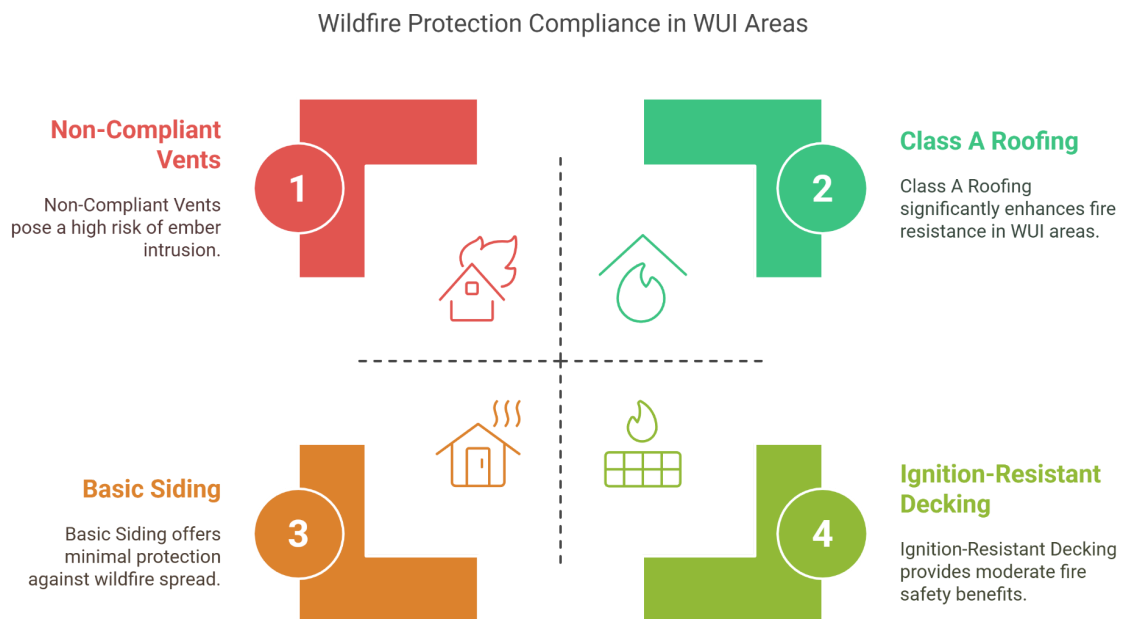 Wildfire Protection Compliance in WUI Areas
Non-Compliant
Vents
Non-Compliant Vents
pose a high risk of ember
intrusion.
1
2
Class A Roofing
Class A Roofing
significantly enhances fire
resistance in WUI areas.
Basic Siding
Basic Siding offers
minimal protection
against wildfire spread.
3
4
Ignition-Resistant
Decking
Ignition-Resistant Decking
provides moderate fire
safety benefits.